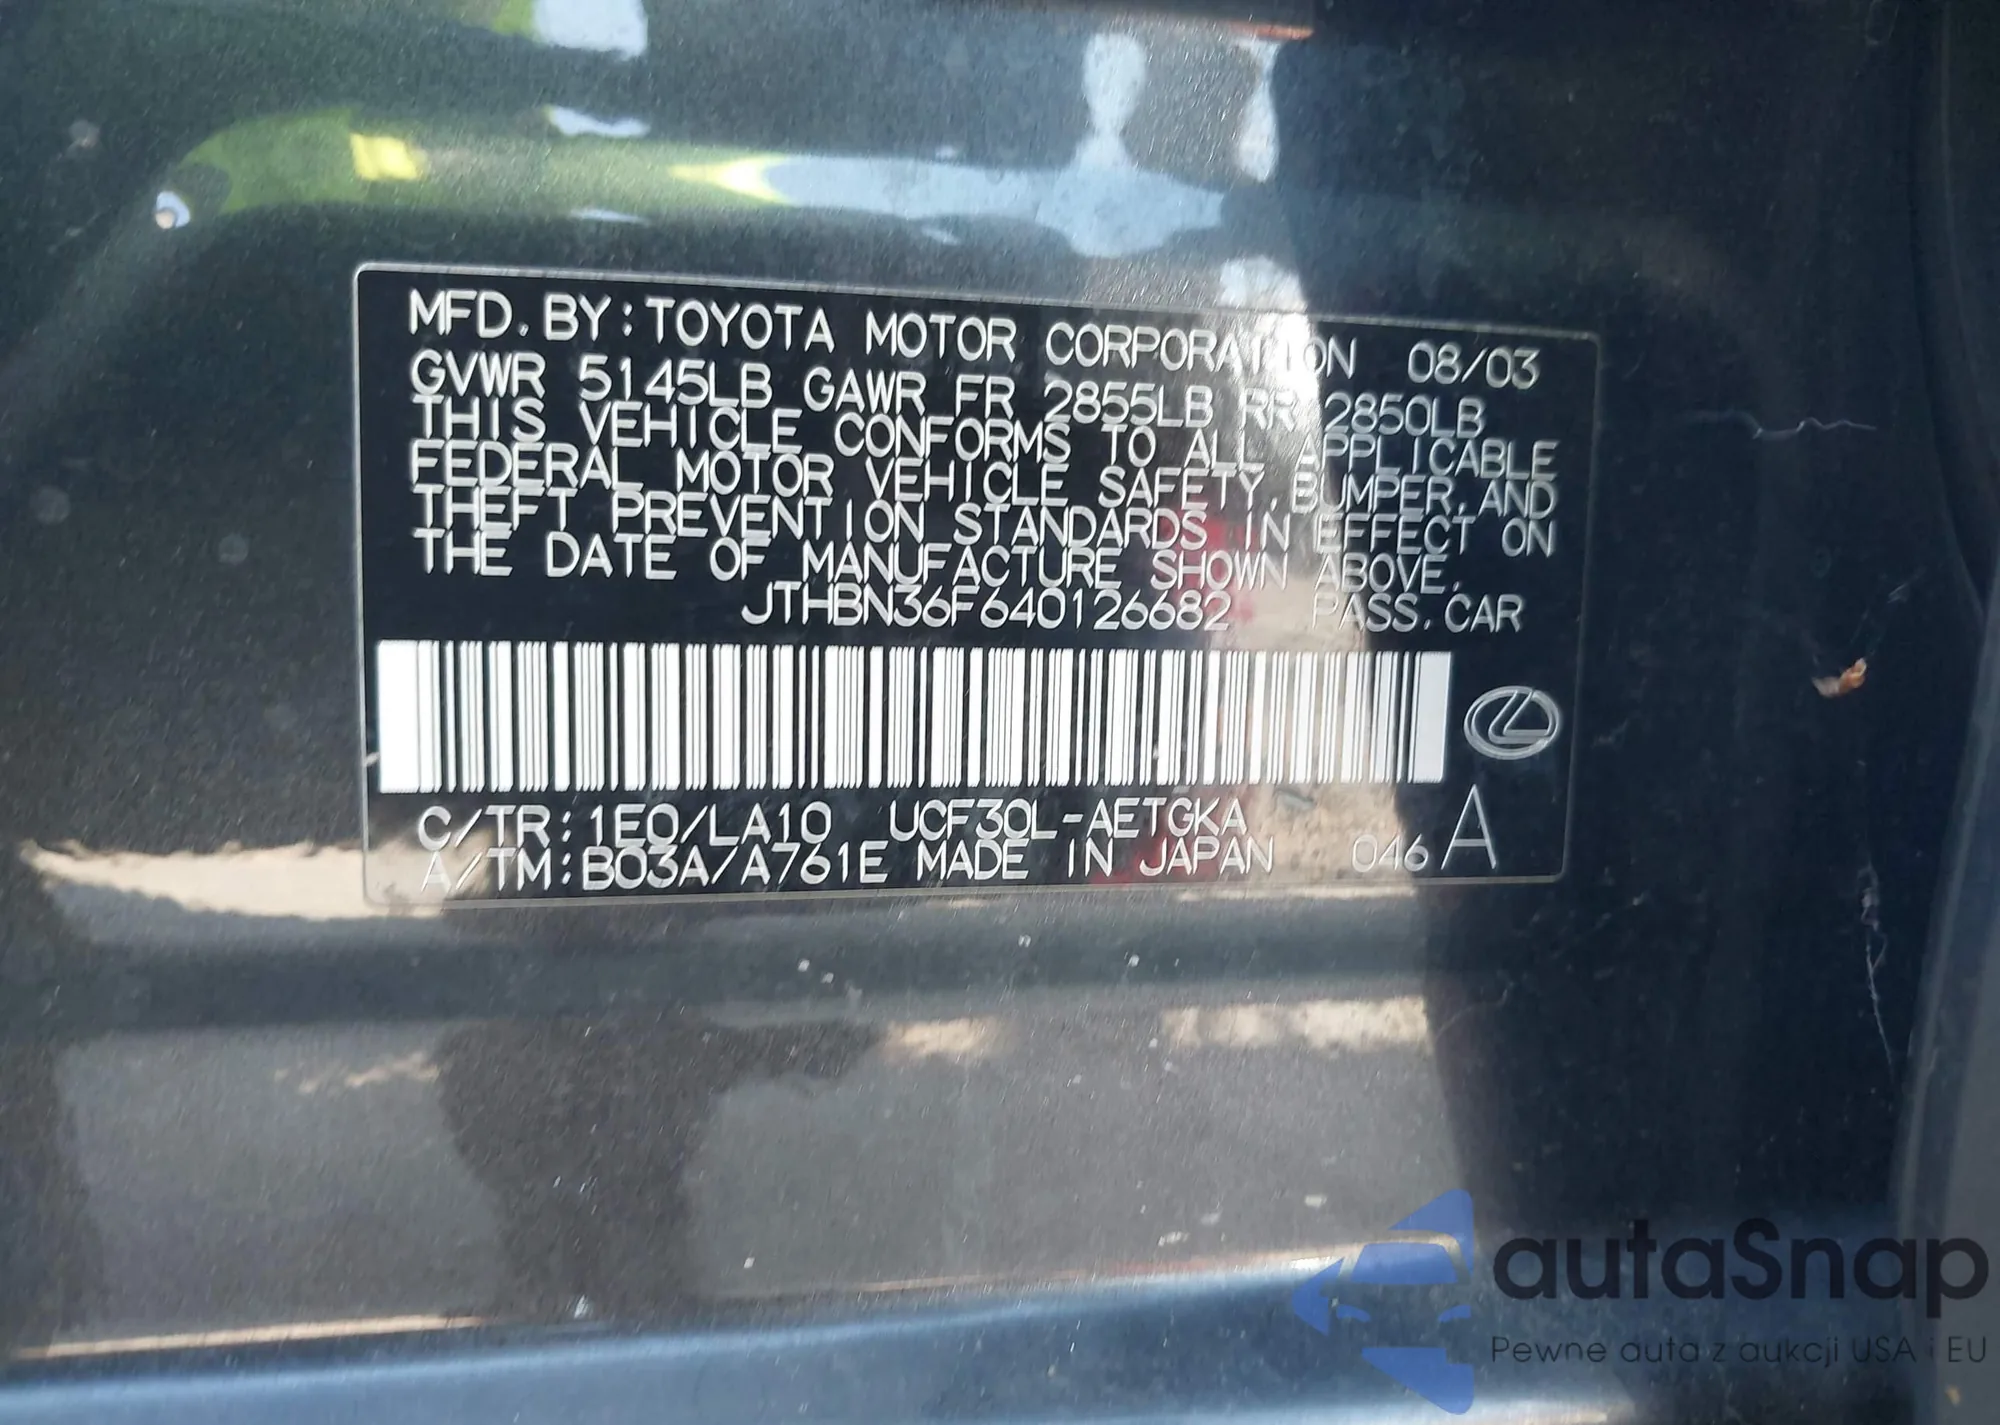 MFD. BY: TOYOTA MOTOR CORPORATION 08/03
GVWR 5145LB GAWR FR 2855LB RR 2850LB
THIS VEHICLE CONFORMS TO ALL APPLICABLE
FEDERAL MOTOR VEHICLE SAFETY, BUMPER, AND
THEFT PREVENTION STANDARDS IN EFFECT ON
THE DATE OF MANUFACTURE SHOWN ABOVE.
JTHBN36F640126682 PASS. CAR
C/TR: 1E0/LA10 UCF30L-AETGKA
A/TM: B03A/A761E MADE IN JAPAN 046 A
autaSnap
Pewne auta z aukcji USA i EU